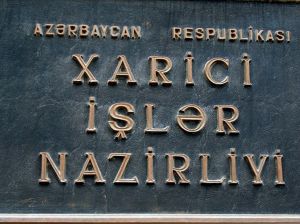 AZƏRBAYCAN RESPUBLİKASI
XARİCİ
İŞLƏR
NAZİRLİYİ